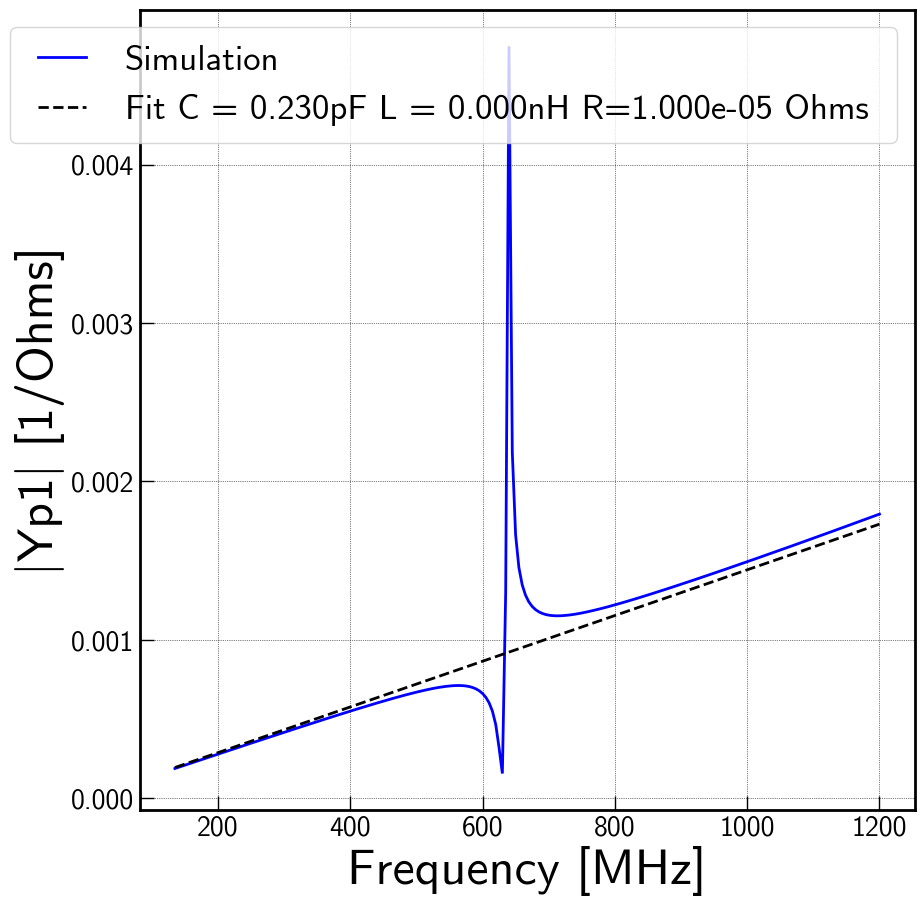 Simulation
Fit C = 0.230pF L = 0.000nH R=1.000e-05 Ohms
0.004
0.003
0.002
0.001
0.000
|Yp1| [1/Ohms]
200 400 600 800 1000 1200
Frequency [MHz]